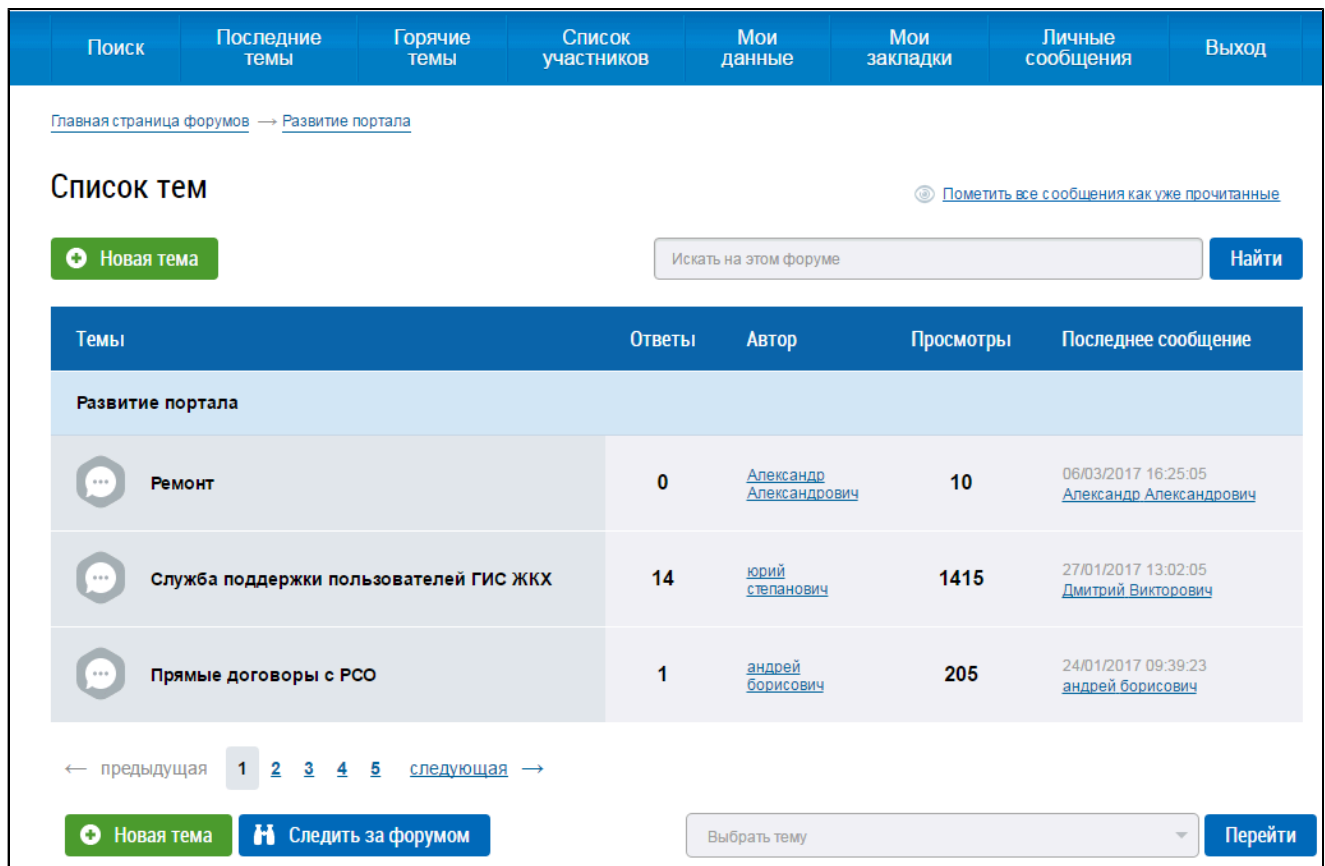 Поиск
Последние темы
Горячие темы
Список участников
Мои данные
Мои закладки
Личные сообщения
Выход
Главная страница форумов → Развитие портала
Список тем
Пометить все сообщения как уже прочитанные
Новая тема
Искать на этом форуме
Найти
Темы Ответы Автор Просмотры Последнее сообщение
Развитие портала
Ремонт 0 Александр Александрович 10 06/03/2017 16:25:05
Александр Александрович
Служба поддержки пользователей ГИС ЖКХ 14 юрий степанович 1415 27/01/2017 13:02:05
Дмитрий Викторович
Прямые договоры с РСО 1 андрей борисович 205 24/01/2017 09:39:23
андрей борисович
← предыдущая 1 2 3 4 5 следующая →
Новая тема
Следить за форумом
Выбрать тему
Перейти